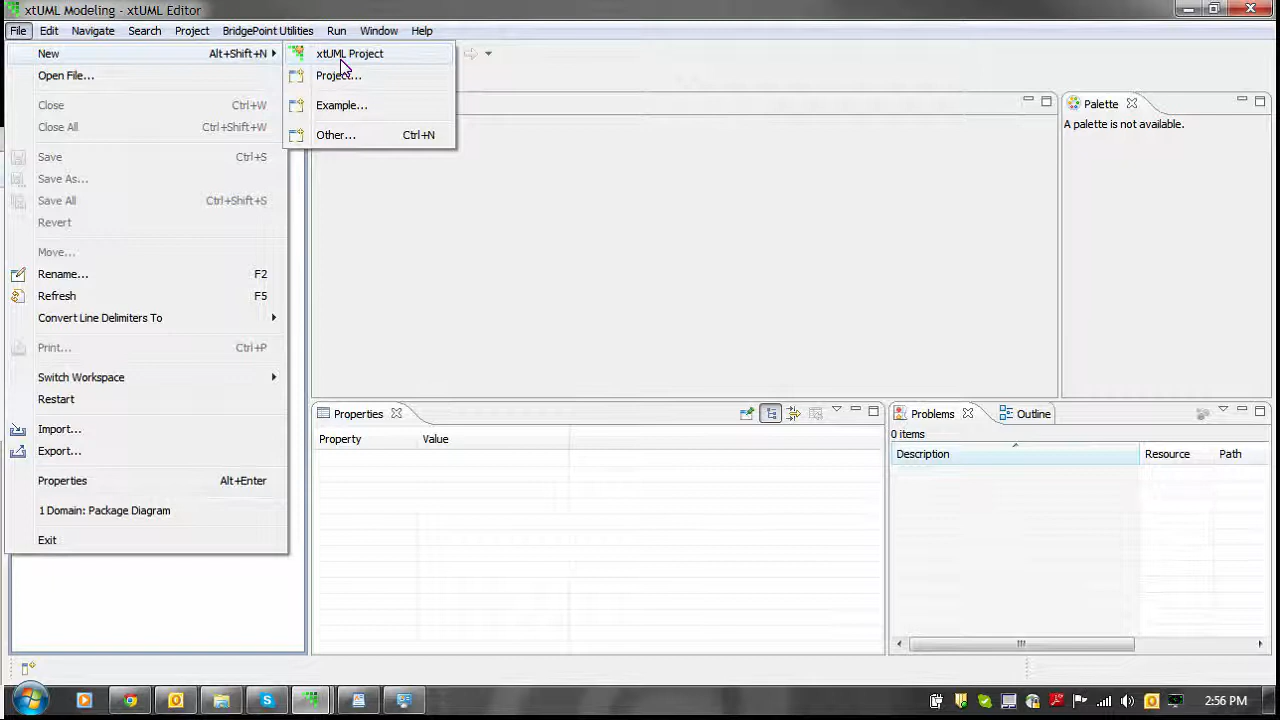 xtUML Modeling - xtUML Editor
File Edit Navigate Search Project BridgePoint Utilities Run Window Help
New Alt+Shift+N
Open File...
Close Ctrl+W
Close All Ctrl+Shift+W
Save Ctrl+S
Save As...
Save All Ctrl+Shift+S
Revert
Move...
Rename... F2
Refresh F5
Convert Line Delimiters To
Print... Ctrl+P
Switch Workspace
Restart
Import...
Export...
Properties Alt+Enter
1 Domain: Package Diagram
Exit
xtUML Project
Project...
Example...
Other... Ctrl+N
Palette
A palette is not available.
Properties
Property Value
Problems Outline
0 items
Description Resource Path
2:56 PM